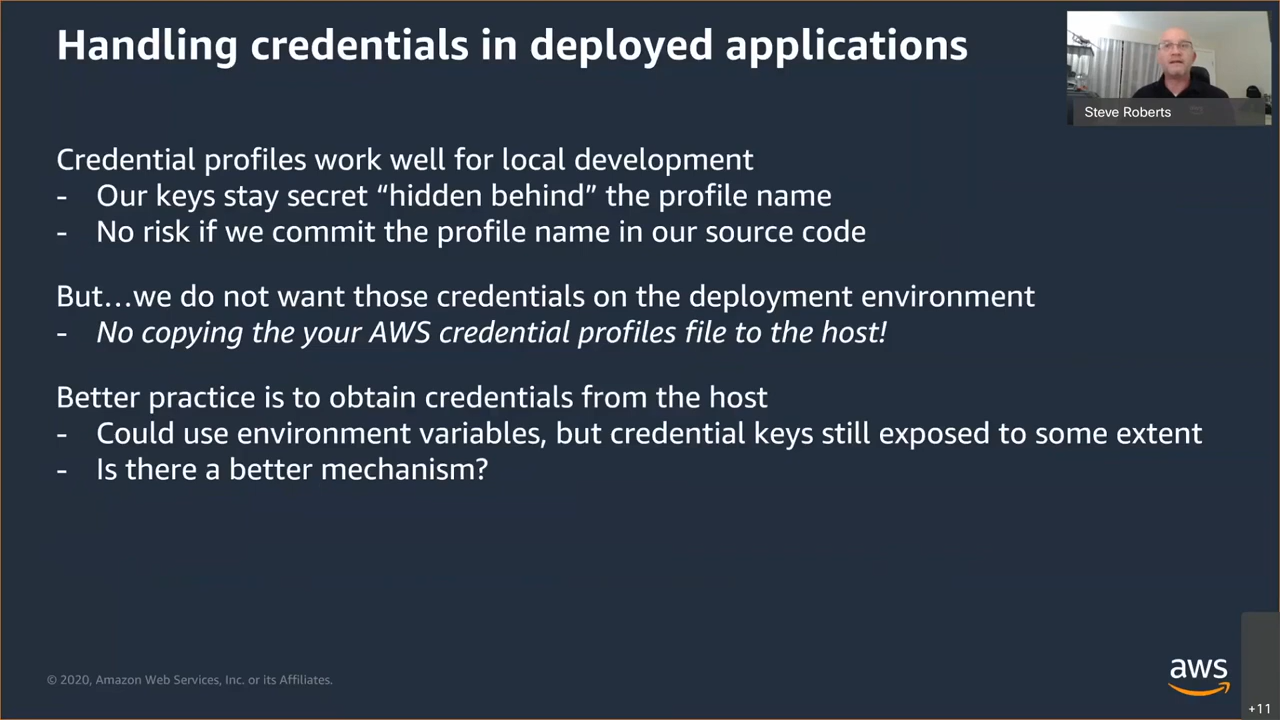 Handling credentials in deployed applications
Steve Roberts
Credential profiles work well for local development
- Our keys stay secret “hidden behind” the profile name
- No risk if we commit the profile name in our source code
But…we do not want those credentials on the deployment environment
- No copying the your AWS credential profiles file to the host!
Better practice is to obtain credentials from the host
- Could use environment variables, but credential keys still exposed to some extent
- Is there a better mechanism?
© 2020, Amazon Web Services, Inc. or its Affiliates.
aws
+11